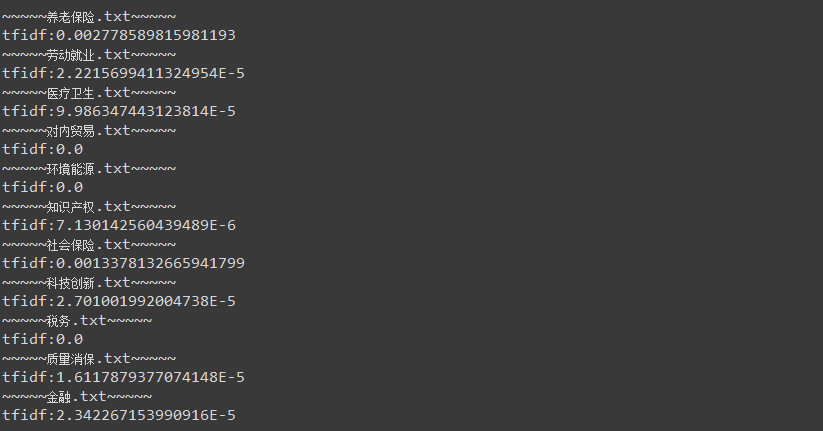 ~~~~~养老保险.txt~~~~~
tfidf:0.002778589815981193
~~~~~劳动就业.txt~~~~~
tfidf:2.2215699411324954E-5
~~~~~医疗卫生.txt~~~~~
tfidf:9.986347443123814E-5
~~~~~对内贸易.txt~~~~~
tfidf:0.0
~~~~~环境能源.txt~~~~~
tfidf:0.0
~~~~~知识产权.txt~~~~~
tfidf:7.130142560439489E-6
~~~~~社会保险.txt~~~~~
tfidf:0.0013378132665941799
~~~~~科技创新.txt~~~~~
tfidf:2.701001992004738E-5
~~~~~税务.txt~~~~~
tfidf:0.0
~~~~~质量消保.txt~~~~~
tfidf:1.6117879377074148E-5
~~~~~金融.txt~~~~~
tfidf:2.342267153990916E-5